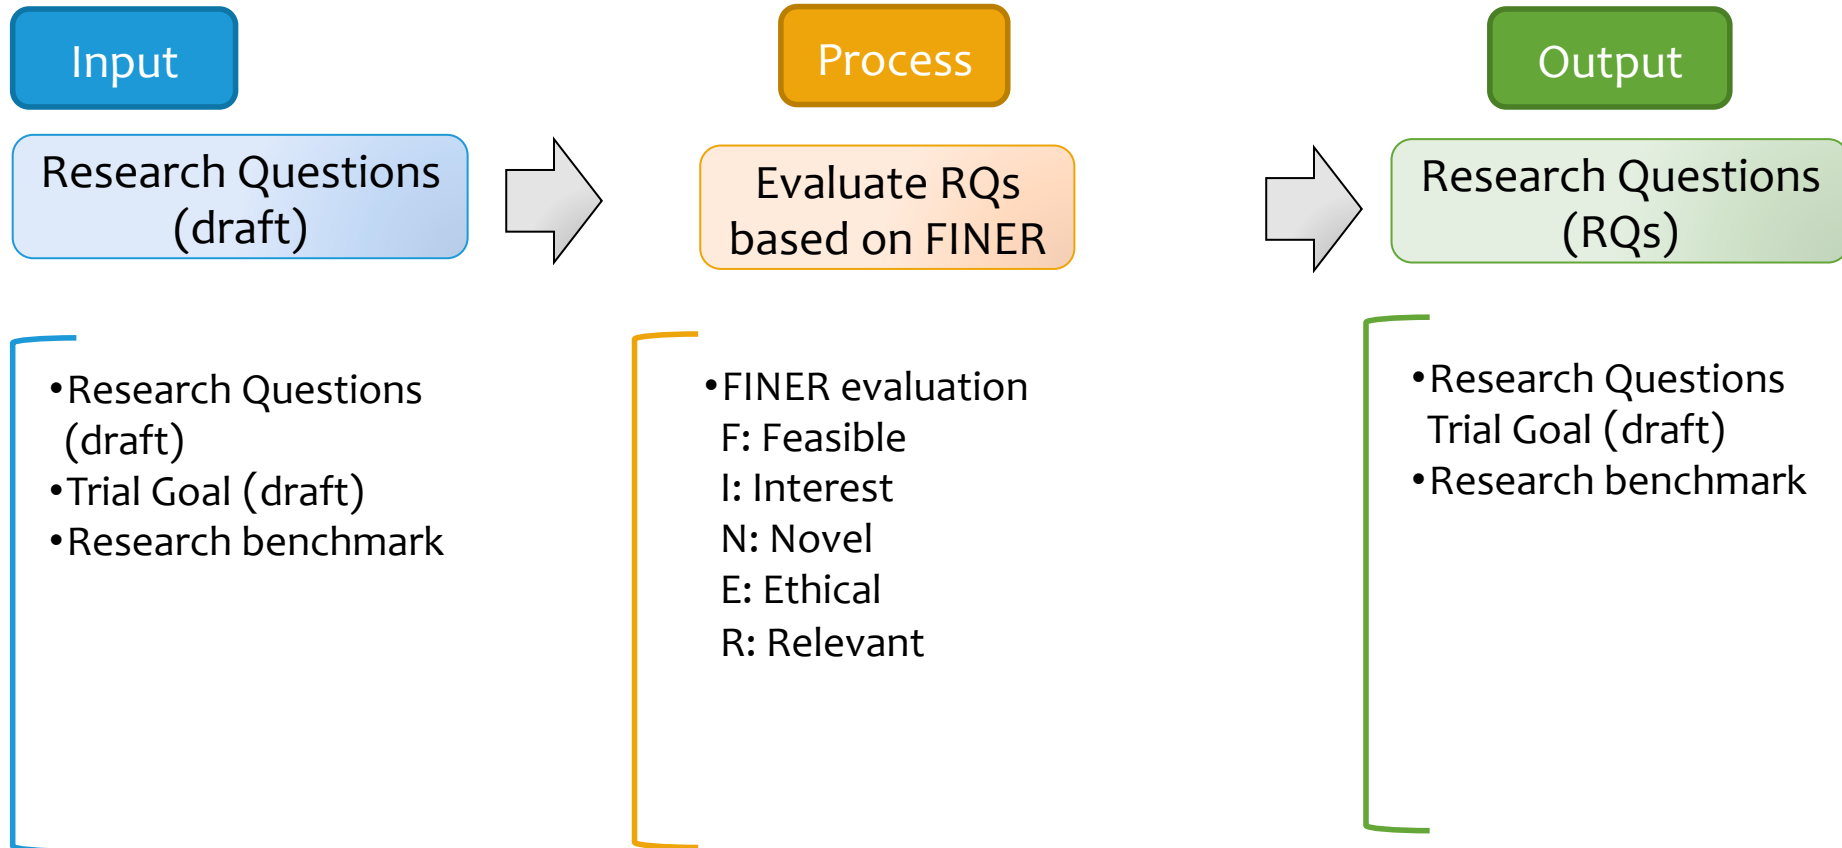 Input
Process
Output
Research Questions
(draft)
Evaluate RQs
based on FINER
Research Questions
(RQs)
•Research Questions
(draft)
•Trial Goal (draft)
•Research benchmark
•FINER evaluation
F: Feasible
I: Interest
N: Novel
E: Ethical
R: Relevant
•Research Questions
Trial Goal (draft)
•Research benchmark